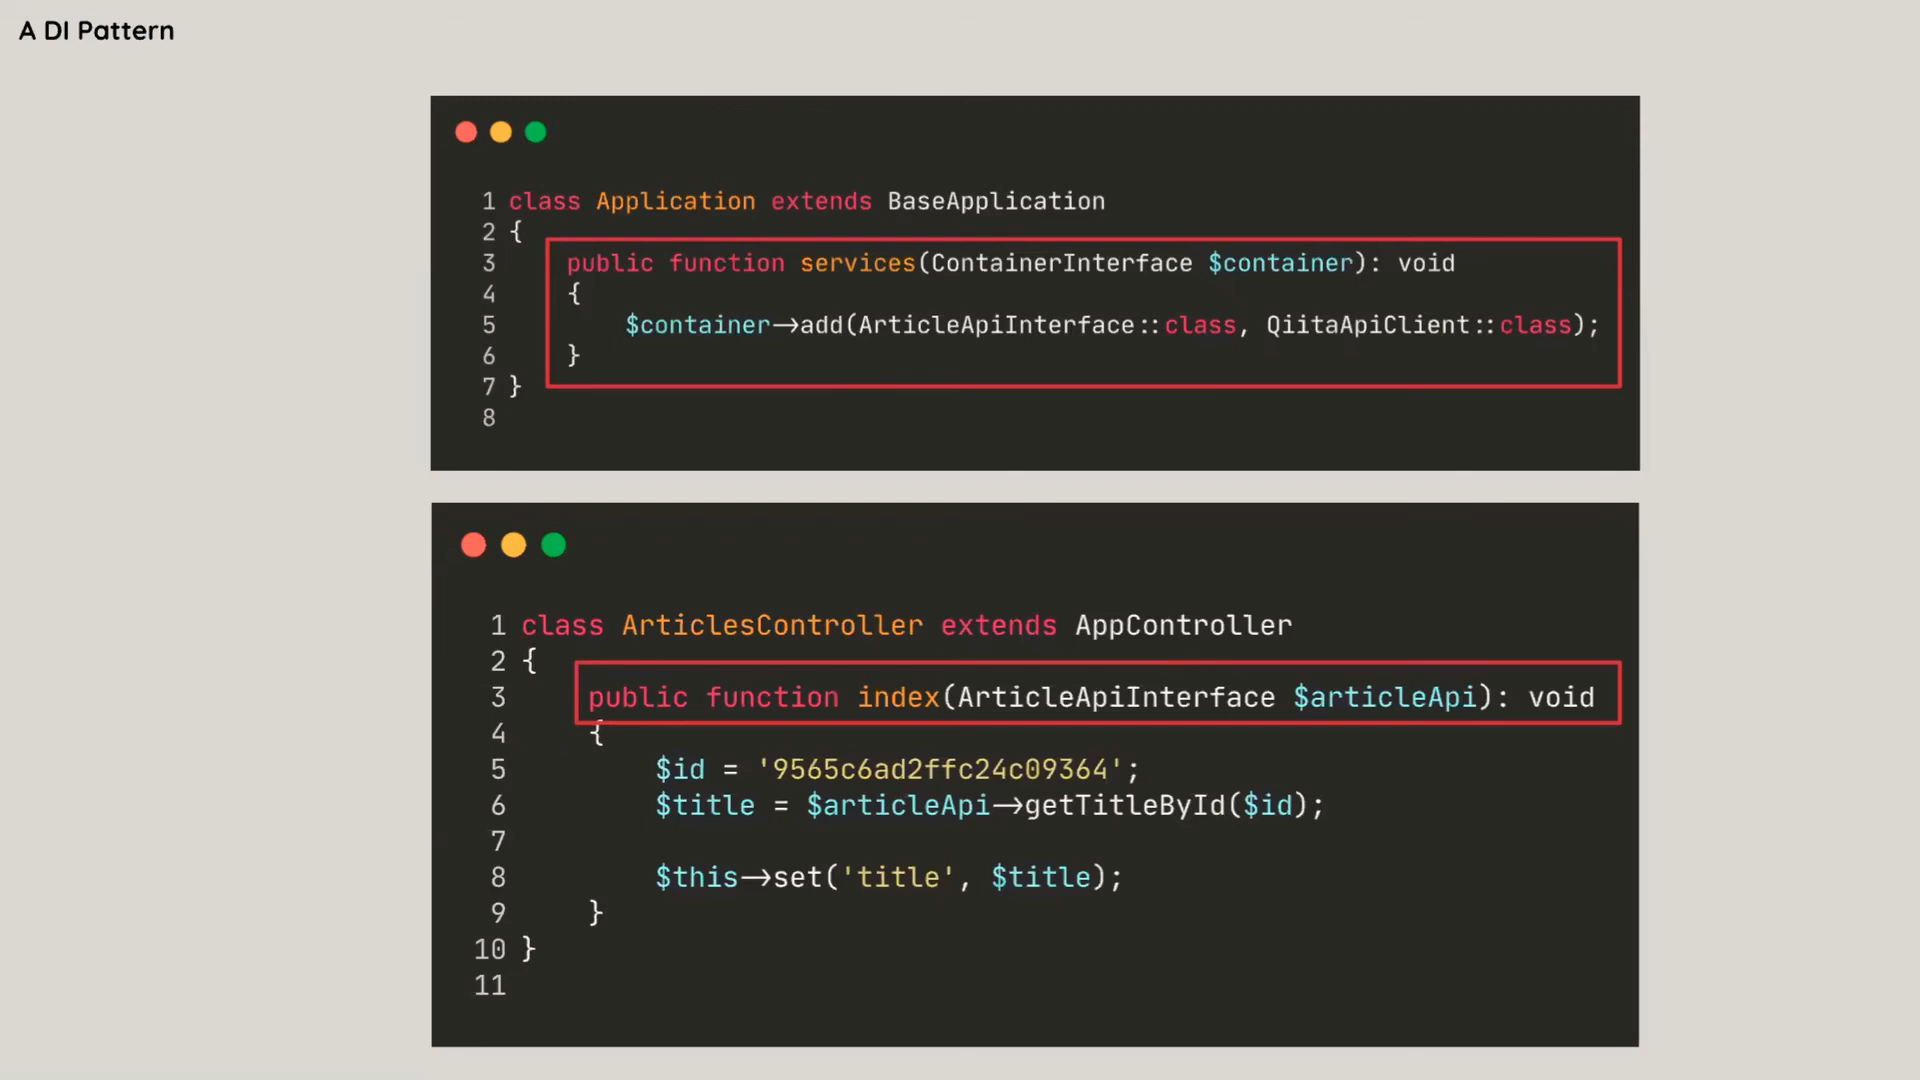 A DI Pattern
1 class Application extends BaseApplication
2 {
3 public function services(ContainerInterface $container): void
4 {
5 $container->add(ArticleApiInterface::class, QiitaApiClient::class);
6 }
7 }
8
1 class ArticlesController extends AppController
2 {
3 public function index(ArticleApiInterface $articleApi): void
4 {
5 $id = '9565c6ad2ffc24c09364';
6 $title = $articleApi->getTitleById($id);
7
8 $this->set('title', $title);
9 }
10 }
11